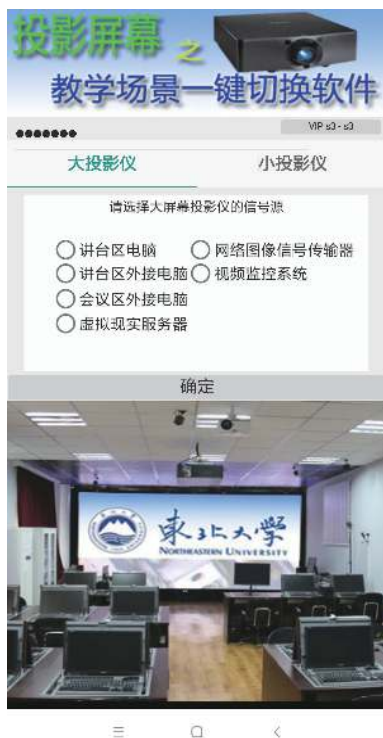 投影屏幕之
教学场景一键切换软件
VIP s3 - s3
大投影仪 小投影仪
请选择大屏幕投影仪的信号源
讲台区电脑 网络图像信号传输器
讲台区外接电脑 视频监控系统
会议区外接电脑
虚拟现实服务器
确定
東北大学
NORTHEASTERN UNIVERSITY